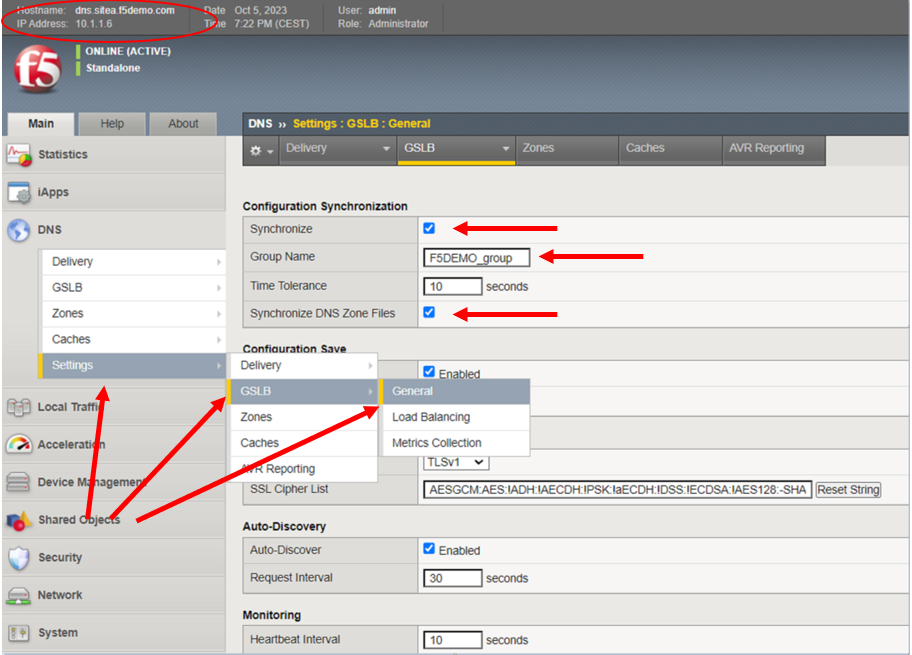 Hostname: dns.sitea.f5demo.com Date Oct 5, 2023 User: admin
IP Address: 10.1.1.6 Time 7:22 PM (CEST) Role: Administrator
f5
ONLINE (ACTIVE)
Standalone
Main Help About
DNS ›› Settings : GSLB : General
Delivery GSLB Zones Caches AVR Reporting
Statistics
iApps
DNS
Delivery
GSLB
Zones
Caches
Settings
Local Traffic
Acceleration
Device Management
Shared Objects
Security
Network
System
Delivery
GSLB
Zones
Caches
AVR Reporting
General
Load Balancing
Metrics Collection
Configuration Synchronization
Synchronize
Group Name F5DEMO_group
Time Tolerance 10 seconds
Synchronize DNS Zone Files
Configuration Save
Enabled
TLSv1
SSL Cipher List AESGCM:AES:!ADH:!AECDH:!PSK:!aECDH:!DSS:!ECDSA:!AES128:-SHA Reset String
Auto-Discovery
Auto-Discover Enabled
Request Interval 30 seconds
Monitoring
Heartbeat Interval 10 seconds